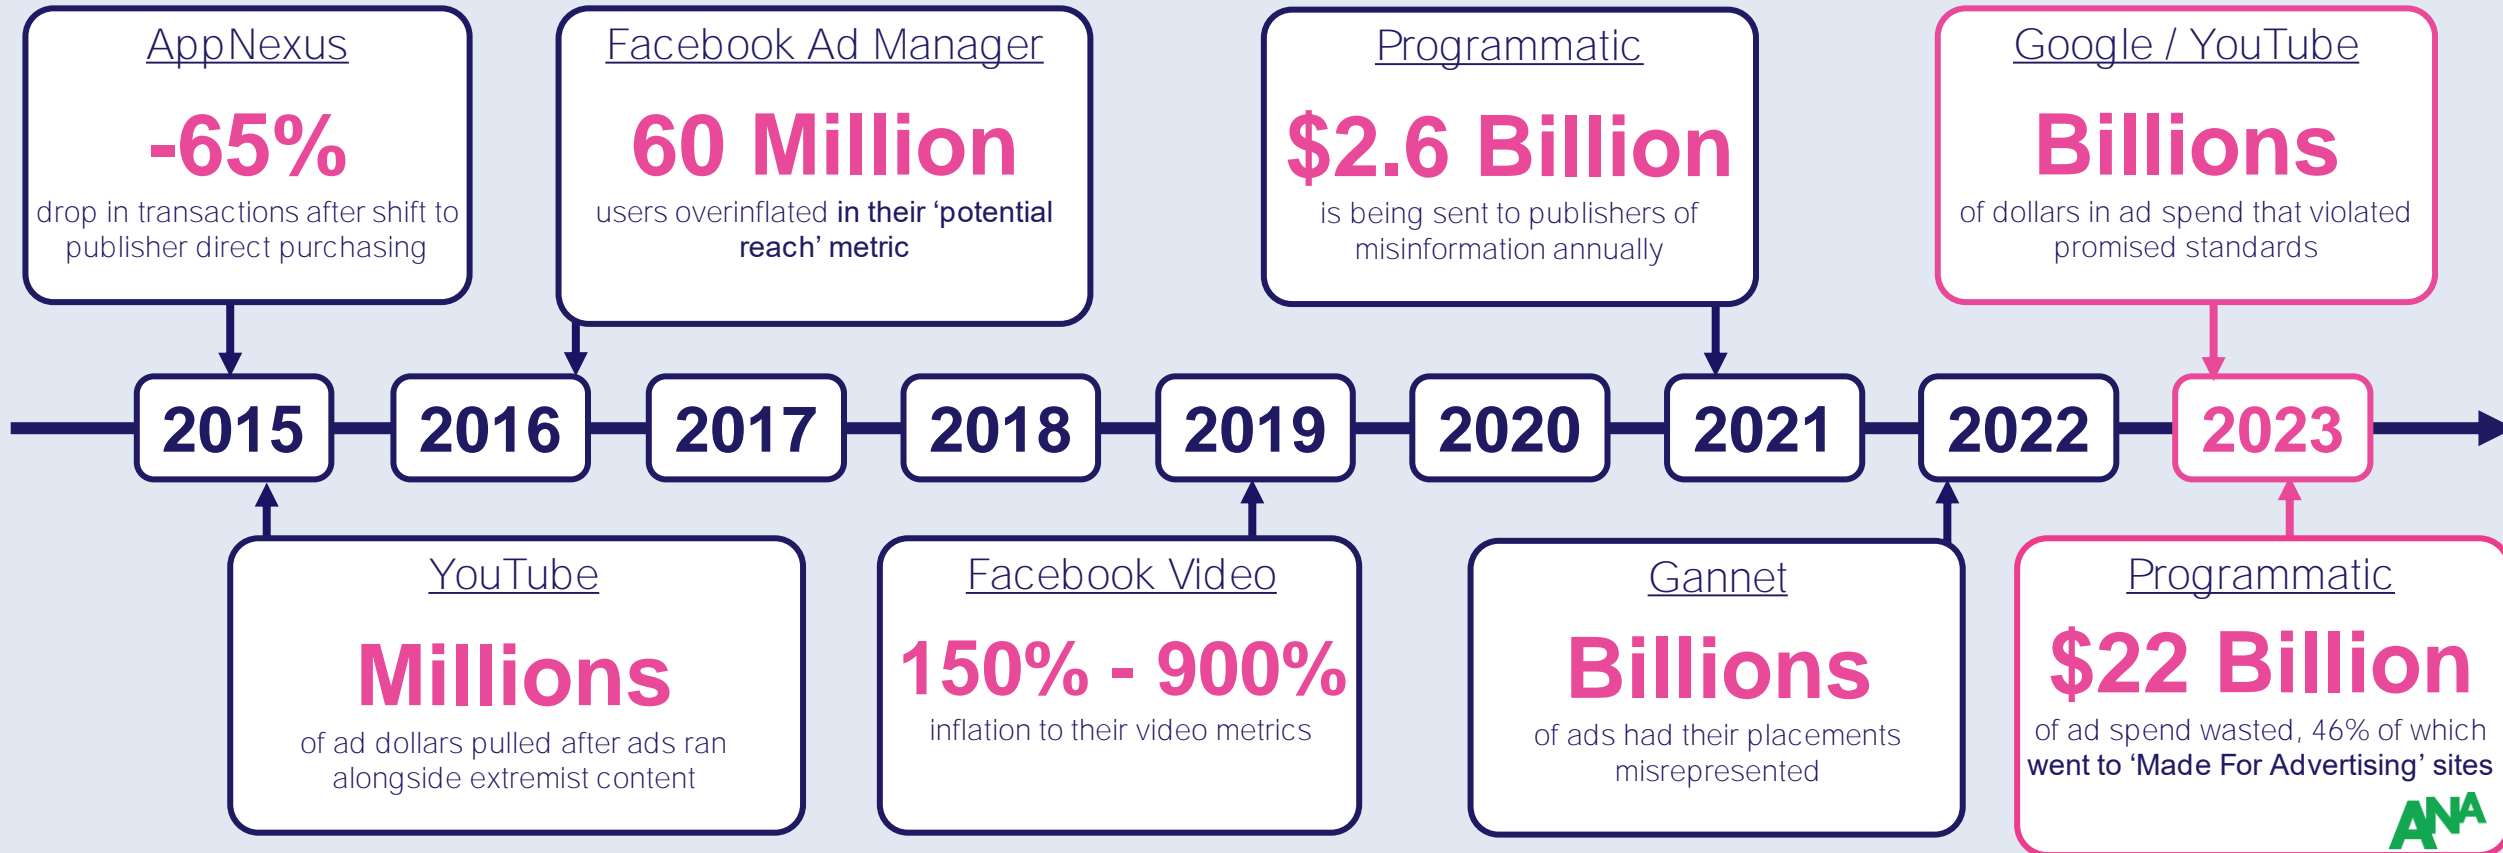 AppNexus
-65%
drop in transactions after shift to
publisher direct purchasing
Facebook Ad Manager
60 Million
users overinflated in their ‘potential
reach’ metric
Programmatic
$2.6 Billion
is being sent to publishers of
misinformation annually
Google / YouTube
Billions
of dollars in ad spend that violated
promised standards
2015
2016
2017
2018
2019
2020
2021
2022
2023
YouTube
Millions
of ad dollars pulled after ads ran
alongside extremist content
Facebook Video
150% - 900%
inflation to their video metrics
Gannet
Billions
of ads had their placements
misrepresented
Programmatic
$22 Billion
of ad spend wasted, 46% of which
went to ‘Made For Advertising’ sites
ANA